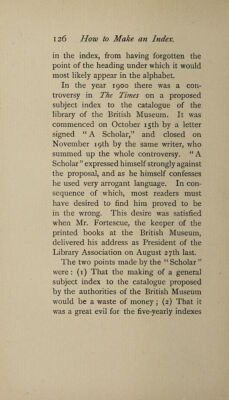 126 How to Make an Index.
in the index, from having forgotten the
point of the heading under which it would
most likely appear in the alphabet.
In the year 1900 there was a con-
troversy in The Times on a proposed
subject index to the catalogue of the
library of the British Museum. It was
commenced on October 15th by a letter
signed “A Scholar,” and closed on
November 19th by the same writer, who
summed up the whole controversy. “A
Scholar” expressed himself strongly against
the proposal, and as he himself confesses
he used very arrogant language. In con-
sequence of which, most readers must
have desired to find him proved to be
in the wrong. This desire was satisfied
when Mr. Fortescue, the keeper of the
printed books at the British Museum,
delivered his address as President of the
Library Association on August 27th last.
The two points made by the “Scholar”
were: (1) That the making of a general
subject index to the catalogue proposed
by the authorities of the British Museum
would be a waste of money; (2) That it
was a great evil for the five-yearly indexes